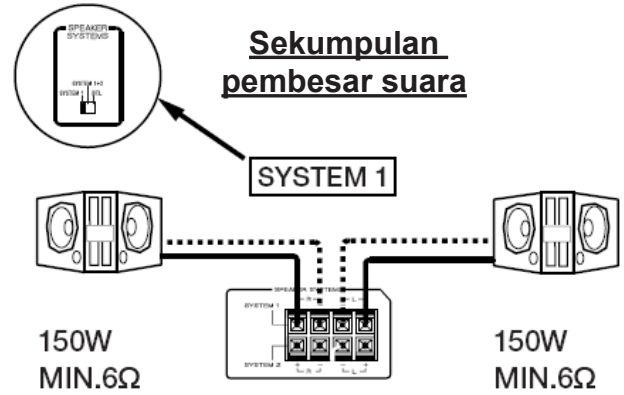 SPEAKER
SYSTEMS
SYSTEM 1+2
SYSTEM 1 BTL
Sekumpulan
pembesar suara
SYSTEM 1
SPEAKER SYSTEMS
R L
SYSTEM 1
SYSTEM 2
+ R - - L +
150W
MIN.6Ω
150W
MIN.6Ω